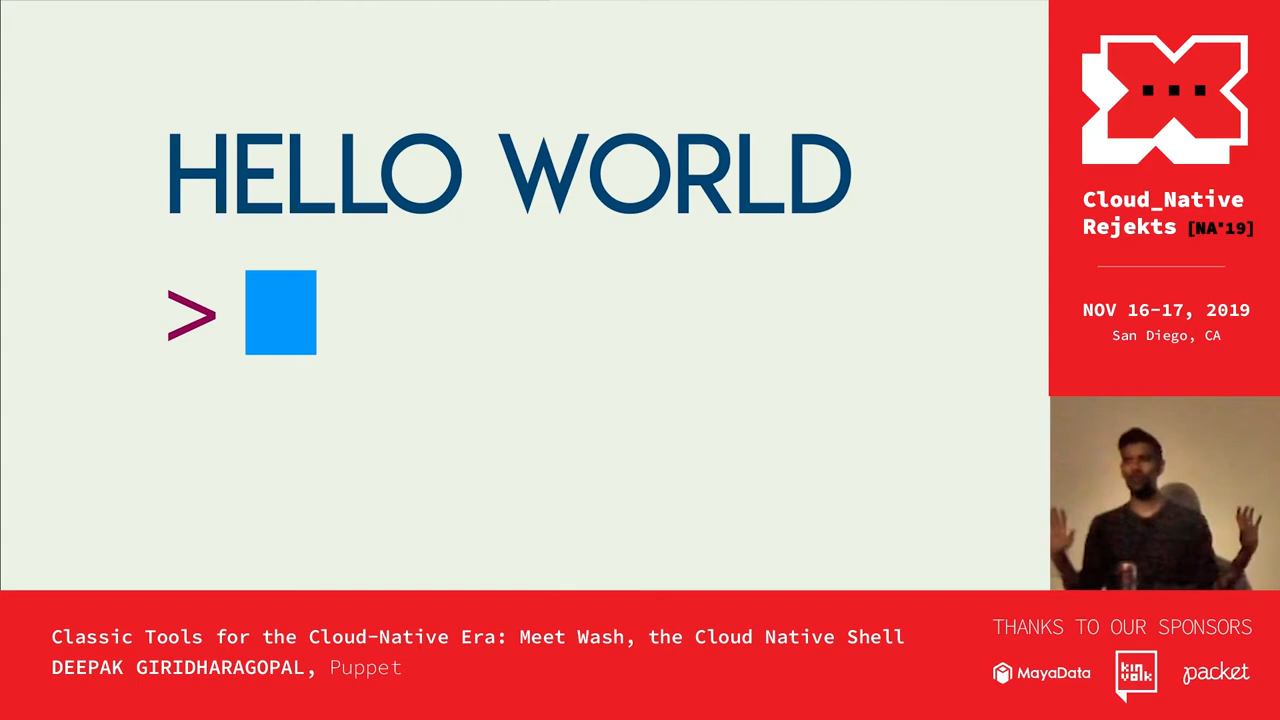 HELLO WORLD
>
Cloud_Native
Rejekts [NA'19]
NOV 16-17, 2019
San Diego, CA
Classic Tools for the Cloud-Native Era: Meet Wash, the Cloud Native Shell
DEEPAK GIRIDHARAGOPAL, Puppet
THANKS TO OUR SPONSORS
MayaData
kinvolk
packet